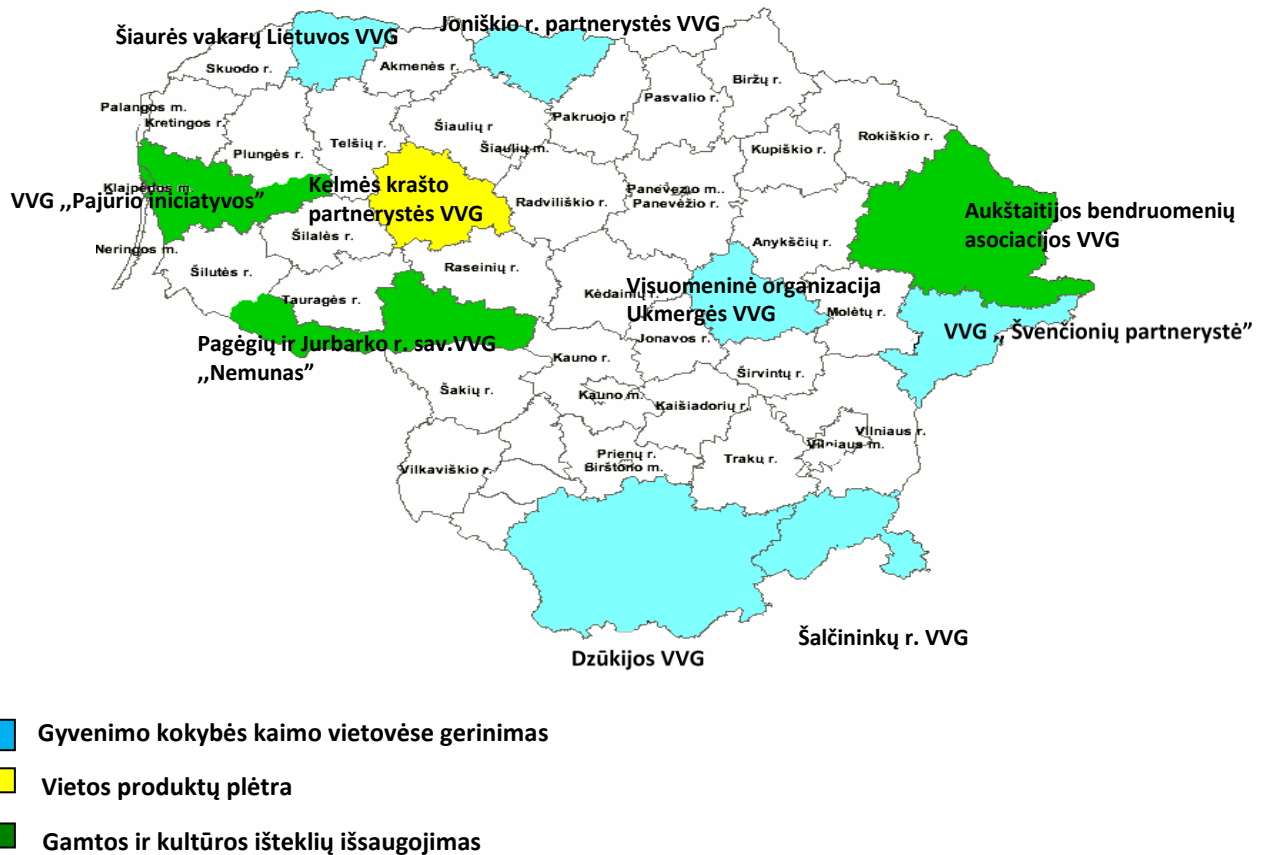 Šiaurės vakarų Lietuvos VVG
Joniškio r. partnerystės VVG
Skuodo r.
Akmenės r.
Biržų r.
Pasvalio r.
Palangos m.
Kretingos r.
Šiaulių r
Pakruojo r.
Rokiškio r.
Telšių r.
Šiaulių m.
Kupiškio r.
Plungės r.
Klaipėdos m.
VVG ,,Pajūrio iniciatyvos”
Kelmės krašto
partnerystės VVG
Radviliškio r.
Panevėžio m..
Panevėžio r.
Aukštaitijos bendruomenių
asociacijos VVG
Neringos m.
Šilalės r.
Anykščių r.
Šilutės r.
Raseinių r.
Tauragės r.
Kėdainių r.
Visuomeninė organizacija
Ukmergės VVG
Molėtų r.
VVG ,, Švenčionių partnerystė”
Pagėgių ir Jurbarko r. sav.VVG
,,Nemunas”
Jonavos r.
Kauno r.
Širvintų r.
Šakių r.
Kauno m.
Kaišiadorių r.
Vilniaus r.
Vilniaus m.
Prienų r.
Birštono m.
Trakų r.
Vilkaviškio r.
Šalčininkų r. VVG
Dzūkijos VVG
Gyvenimo kokybės kaimo vietovėse gerinimas
Vietos produktų plėtra
Gamtos ir kultūros išteklių išsaugojimas